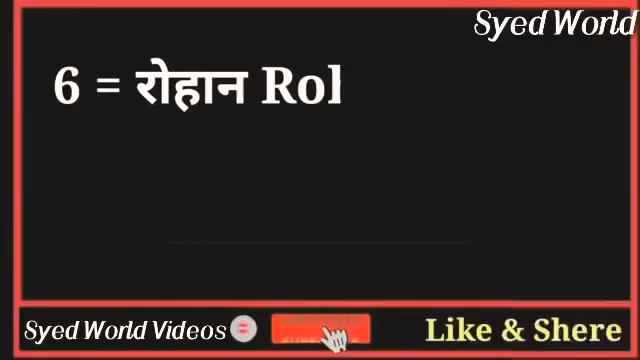 Syed World
6 = रोहान Rol
Syed World Videos
Like & Shere